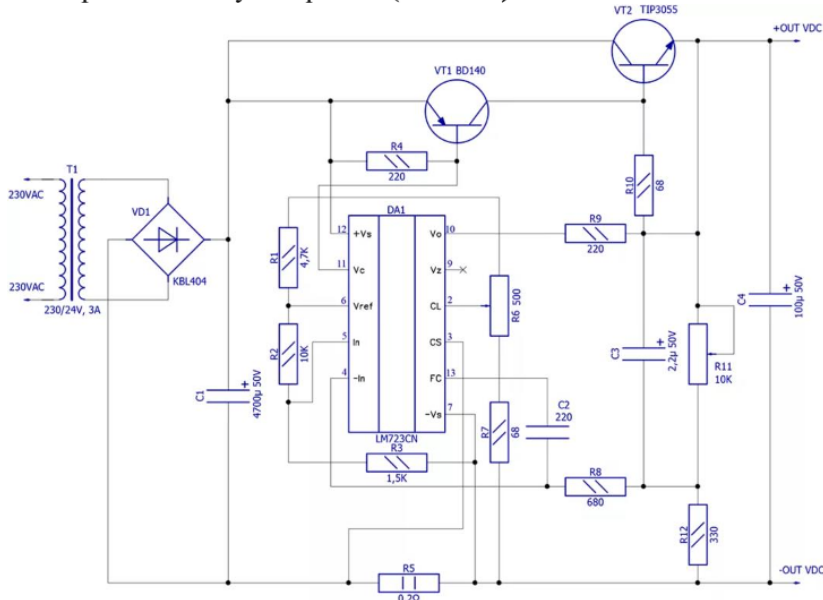 VT2 TIP3055
+OUT VDC
VT1 BD140
R4
220
T1
230VAC
VD1
KBL404
230VAC
230/24V, 3A
R10
68
DA1
R9
220
12 +Vs
Vo 10
11 Vc
Vz 9
6 Vref
CL 2
5 In
CS 3
4 -In
FC 13
-Vs 7
LM723CN
R1
4,7K
R2
10K
R6 500
C4
100µ 50V
C3
2,2µ 50V
R11
10K
C1
4700µ 50V
R3
1,5K
R7
68
C2
220
R8
680
R12
330
R5
0.2Ω
-OUT VDC